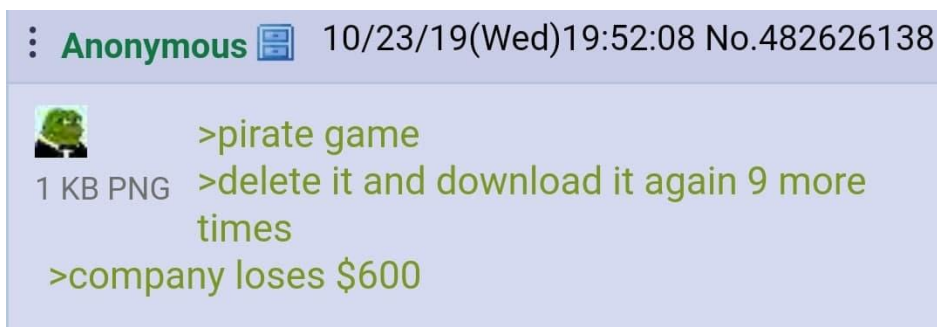 Anonymous 10/23/19(Wed)19:52:08 No.482626138
>pirate game
1 KB PNG >delete it and download it again 9 more
times
>company loses $600